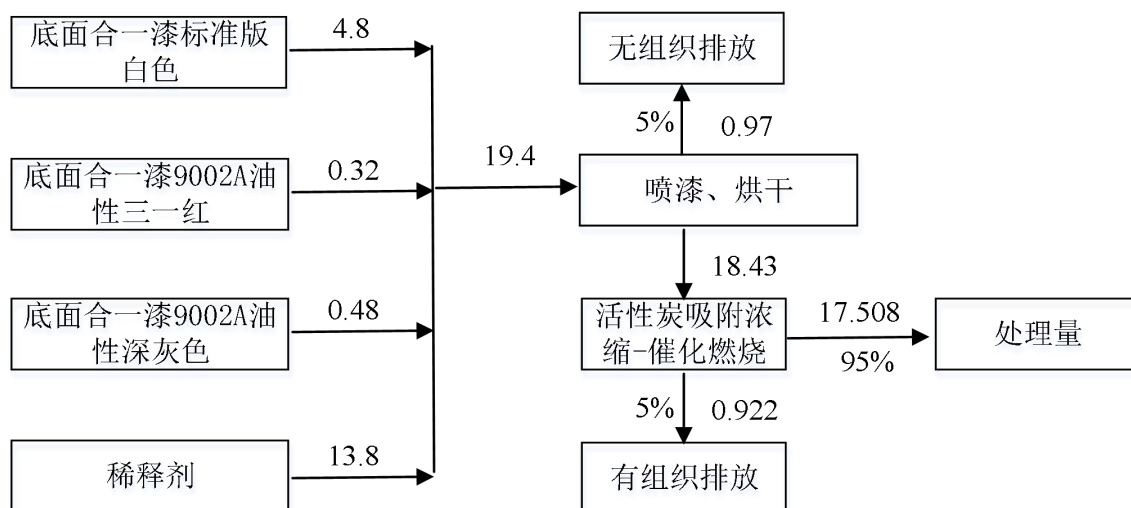 底面合一漆标准版
白色
4.8
底面合一漆9002A油
性三一红
0.32
底面合一漆9002A油
性深灰色
0.48
稀释剂
13.8
19.4
无组织排放
5%
0.97
喷漆、烘干
18.43
活性炭吸附浓
缩-催化燃烧
17.508
95%
处理量
5%
0.922
有组织排放